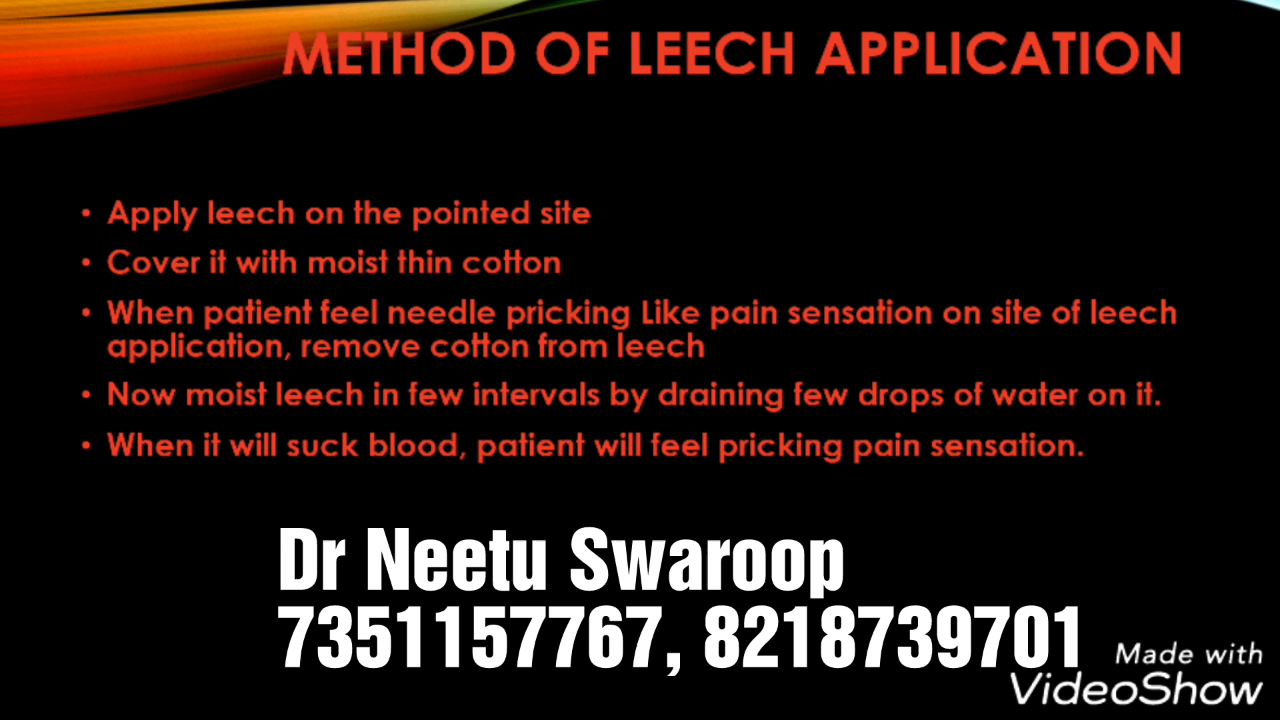 METHOD OF LEECH APPLICATION
• Apply leech on the pointed site
• Cover it with moist thin cotton
• When patient feel needle pricking Like pain sensation on site of leech
application, remove cotton from leech
• Now moist leech in few intervals by draining few drops of water on it.
• When it will suck blood, patient will feel pricking pain sensation.
Dr Neetu Swaroop
7351157767, 8218739701
Made with
VideoShow